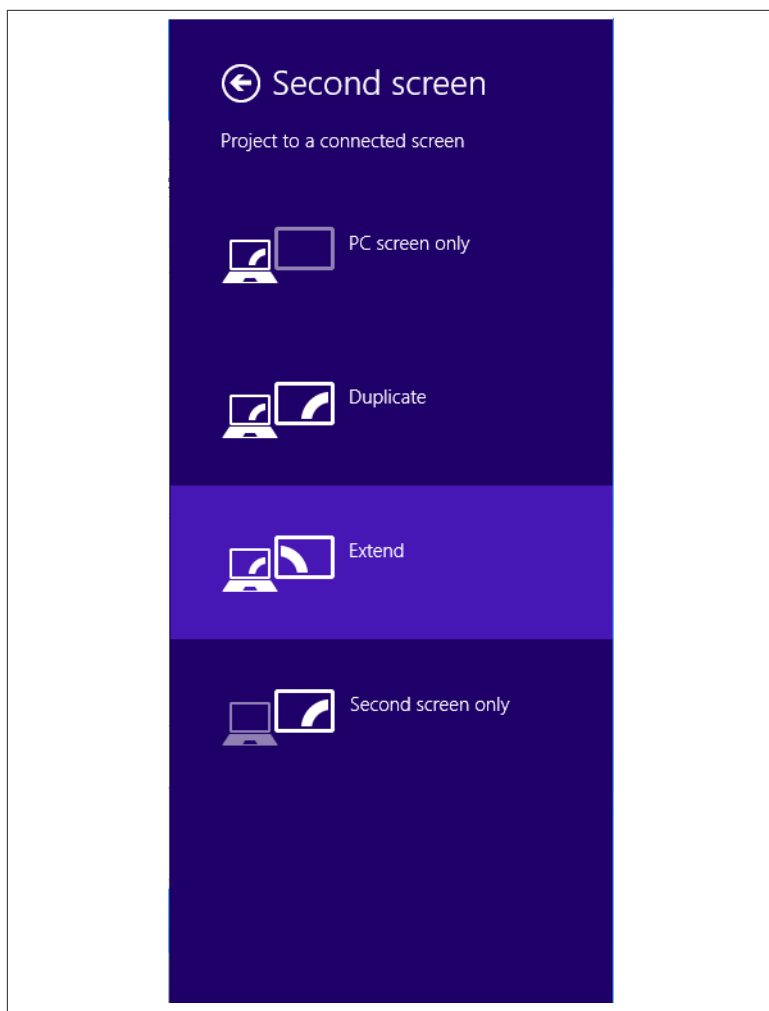 Second screen
Project to a connected screen
PC screen only
Duplicate
Extend
Second screen only